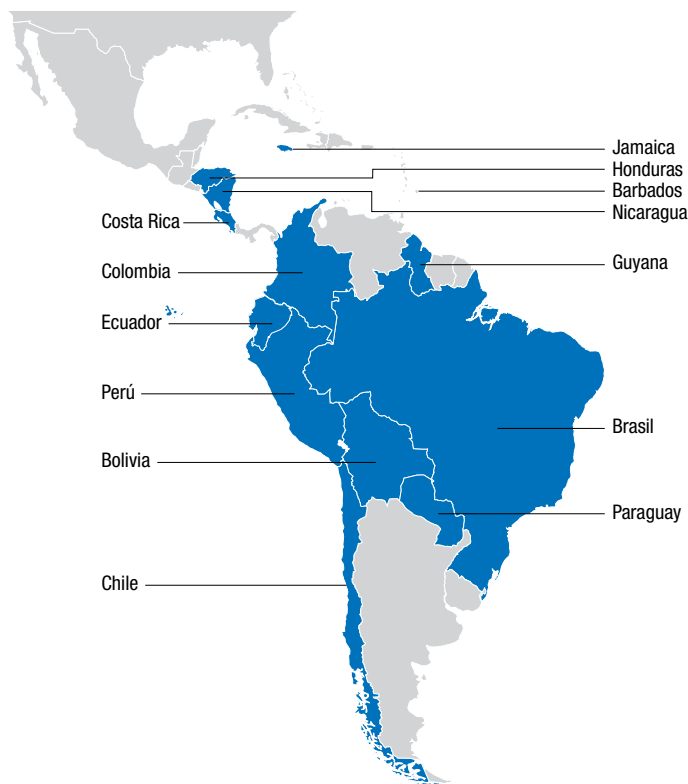 Jamaica
Honduras
Barbados
Nicaragua
Costa Rica
Colombia
Guyana
Ecuador
Perú
Brasil
Bolivia
Paraguay
Chile